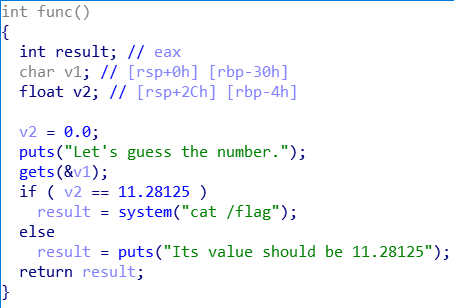 int func()
{
int result; // eax
char v1; // [rsp+0h] [rbp-30h]
float v2; // [rsp+2Ch] [rbp-4h]
v2 = 0.0;
puts("Let's guess the number.");
gets(&v1);
if ( v2 == 11.28125 )
result = system("cat /flag");
else
result = puts("Its value should be 11.28125");
return result;
}